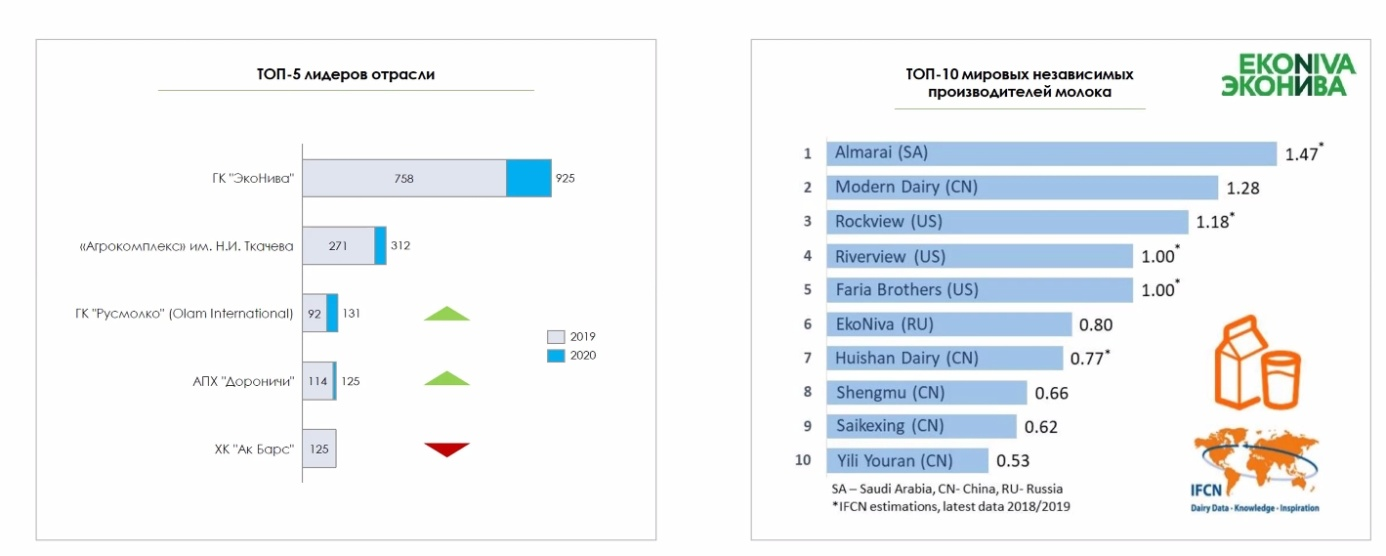 ТОП-5 лидеров отрасли
ГК "ЭкоНива"
758
925
«Агрокомплекс» им. Н.И. Ткачева
271
312
ГК "Русмолко" (Olam International)
92
131
АПХ "Дороничи"
114
125
ХК "Ак Барс"
125
2019
2020
ТОП-10 мировых независимых
производителей молока
EKONIVA
ЭКОНИВА
1 Almarai (SA) 1.47*
2 Modern Dairy (CN) 1.28
3 Rockview (US) 1.18*
4 Riverview (US) 1.00*
5 Faria Brothers (US) 1.00*
6 EkoNiva (RU) 0.80
7 Huishan Dairy (CN) 0.77*
8 Shengmu (CN) 0.66
9 Saikexing (CN) 0.62
10 Yili Youran (CN) 0.53
SA – Saudi Arabia, CN- China, RU- Russia
*IFCN estimations, latest data 2018/2019
IFCN
Dairy Data - Knowledge - Inspiration